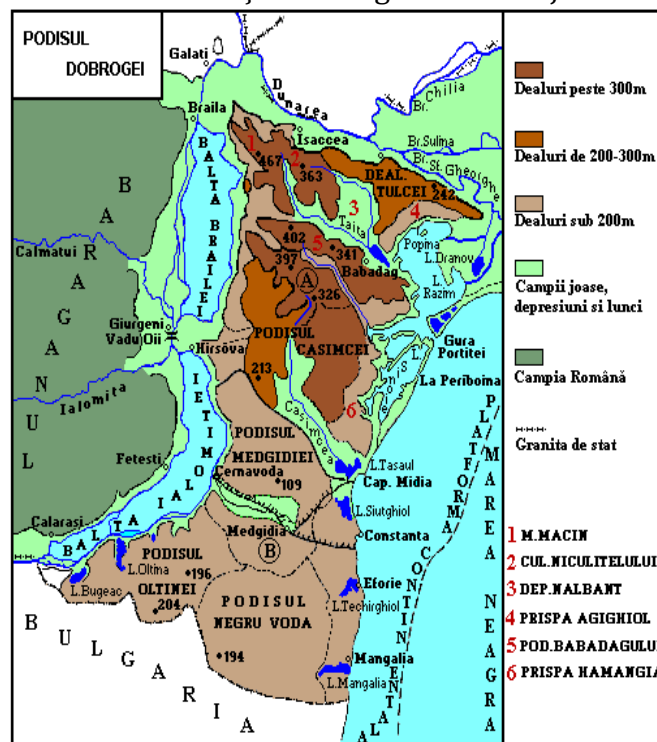 PODISUL
DOBROGEI
Galati
Dunarea
Br. Chilia
Braila
Isaccea
Br. Sulina
Br. St. Gheorghe
BALTA BRAILEI
1
467
2
363
DEAL.
TULCEI
242
3
4
Taita
Popina
402
5
341
L. Dranov
397
Babadag
L. Razim
A
326
Calmatui
BARAGANUL
Giurgeni
Vadu Oii
Hirsova
PODISUL
CASIMCEI
Gura
Portitei
La Periboina
213
6
Ialomita
Casimcea
BALTA IALOMITEI
PODISUL
MEDGIDIEI
Fetesti
Cernavoda
109
L.Tasaul
Cap. Midia
L.Siutghiol
Calarasi
Medgidia
Constanta
B
PODISUL
L.Oltina
196
OLTINEI
L.Bugeac
204
Eforie
L.Techirghiol
PODISUL
NEGRU VODA
194
Mangalia
L.Mangalia
BULGARIA
PLATFORMA CONTINENTALA
MAREA NEAGRA
Dealuri peste 300m
Dealuri de 200-300m
Dealuri sub 200m
Campii joase,
depresiuni si lunci
Campia Română
Granita de stat
1 M.MACIN
2 CUL.NICULITELULUI
3 DEP.NALBANT
4 PRISPA AGIGHIOL
5 POD.BABADAGULUI
6 PRISPA HAMANGIA